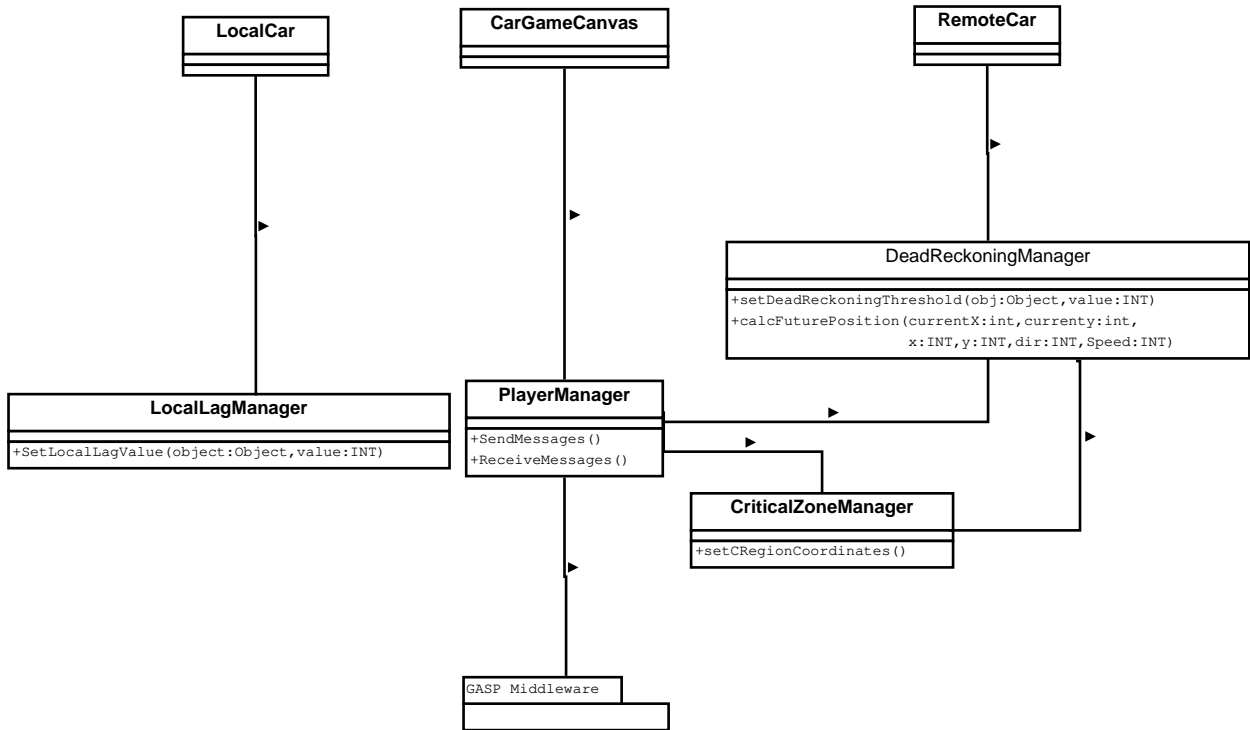 LocalCar
CarGameCanvas
RemoteCar
DeadReckoningManager
+setDeadReckoningThreshold(obj:Object,value:INT)
+calcFuturePosition(currentX:int,currenty:int,
x:INT,y:INT,dir:INT,Speed:INT)
LocalLagManager
+SetLocalLagValue(object:Object,value:INT)
PlayerManager
+SendMessages()
+ReceiveMessages()
CriticalZoneManager
+setCRegionCoordinates()
GASP Middleware